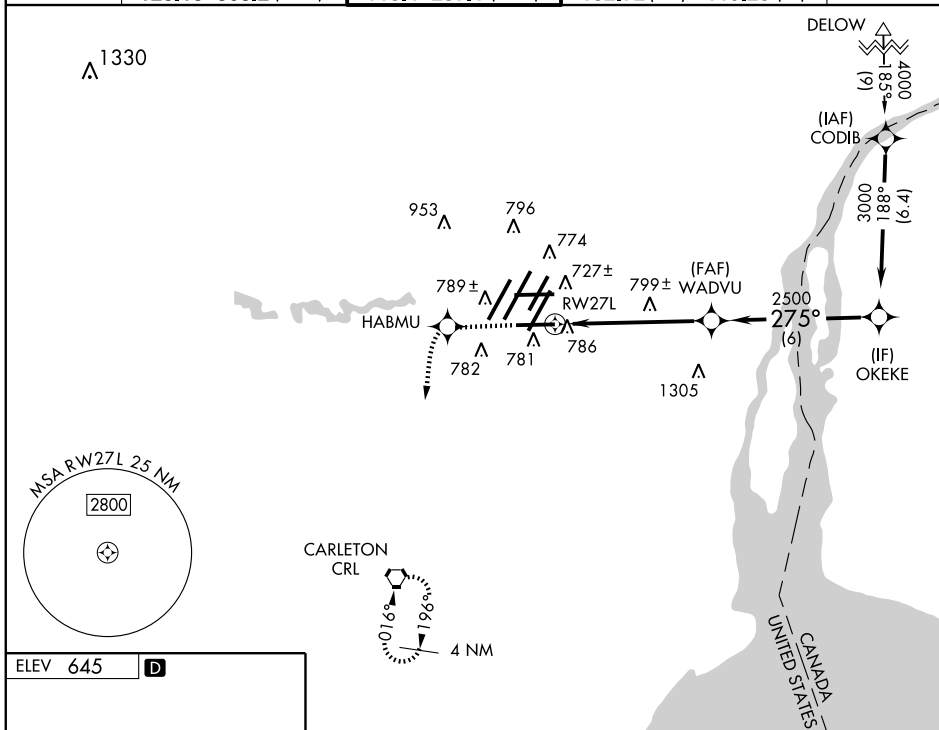 DELOW
1330
4000
185°
(9)
(IAF)
CODIB
3000
188°
(6.4)
953
796
774
727±
789±
RW27L
799±
(FAF)
WADVU
2500
275°
(6)
HABMU
782
781
786
1305
(IF)
OKEKE
MSA RW27L 25 NM
2800
CARLETON
CRL
016°
196°
4 NM
CANADA
UNITED STATES
ELEV 645
D